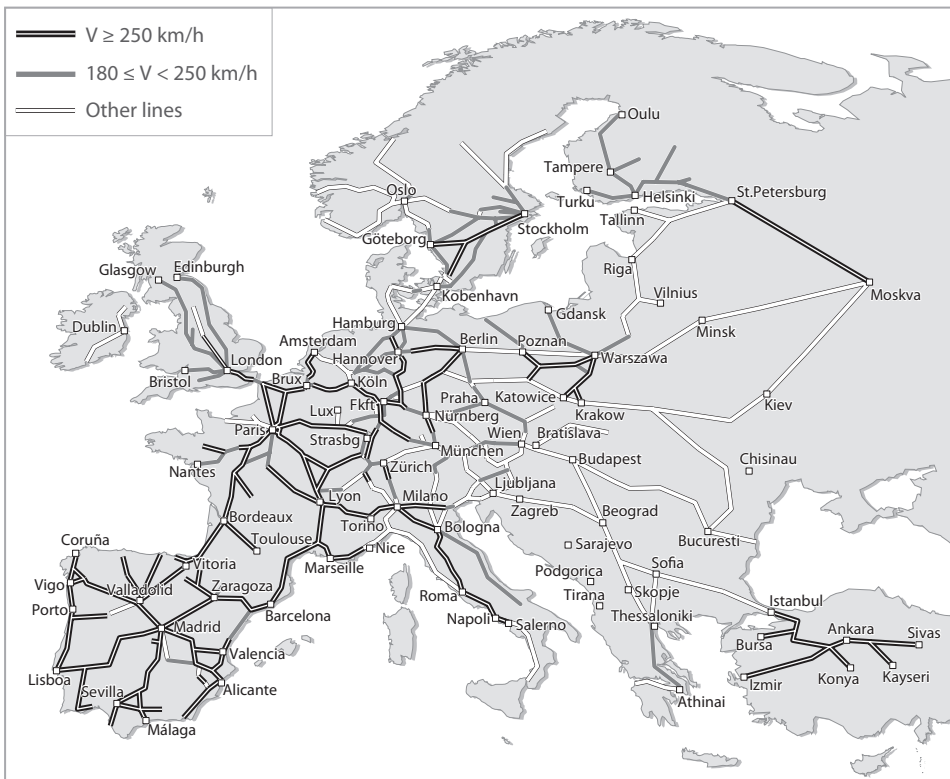 V ≥ 250 km/h
180 ≤ V < 250 km/h
Other lines
Oulu
Tampere
Turku
Helsinki
St.Petersburg
Tallinn
Oslo
Stockholm
Göteborg
Riga
Vilnius
Moskva
Glasgow
Edinburgh
Kobenhavn
Gdansk
Minsk
Dublin
Hamburg
Amsterdam
Hannover
Berlin
Poznan
Warszawa
London
Bristol
Brux
Köln
Fkft
Praha
Katowice
Krakow
Kiev
Lux
Nürnberg
Paris
Strasbg
Wien
Bratislava
München
Budapest
Chisinau
Nantes
Zürich
Lyon
Milano
Ljubljana
Zagreb
Beograd
Torino
Bologna
Bucuresti
Bordeaux
Toulouse
Nice
Marseille
Sarajevo
Coruña
Vitoria
Sofia
Podgorica
Vigo
Valladolid
Zaragoza
Roma
Tirana
Skopje
Porto
Barcelona
Istanbul
Madrid
Napoli
Salerno
Thessaloniki
Ankara
Sivas
Bursa
Valencia
Lisboa
Alicante
Izmir
Konya
Kayseri
Sevilla
Athinai
Málaga